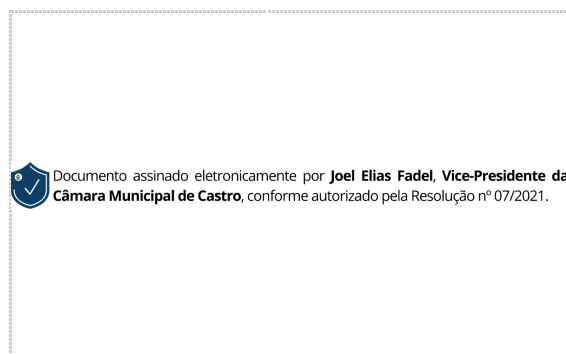 Documento assinado eletronicamente por Joel Elias Fadel, Vice-Presidente da
Câmara Municipal de Castro, conforme autorizado pela Resolução nº 07/2021.